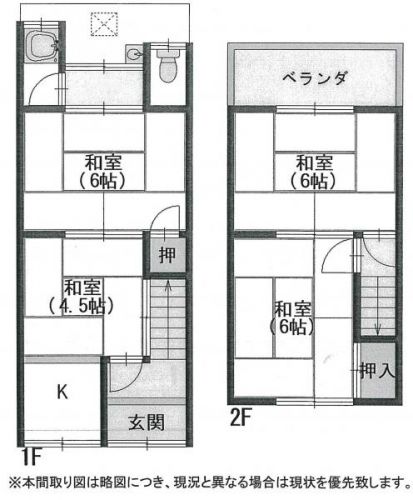 ベランダ
和室
(6帖)
和室
(6帖)
押
和室
(4.5帖)
和室
(6帖)
K
玄関
押入
1F
2F
※本間取り図は略図につき、現況と異なる場合は現状を優先致します。